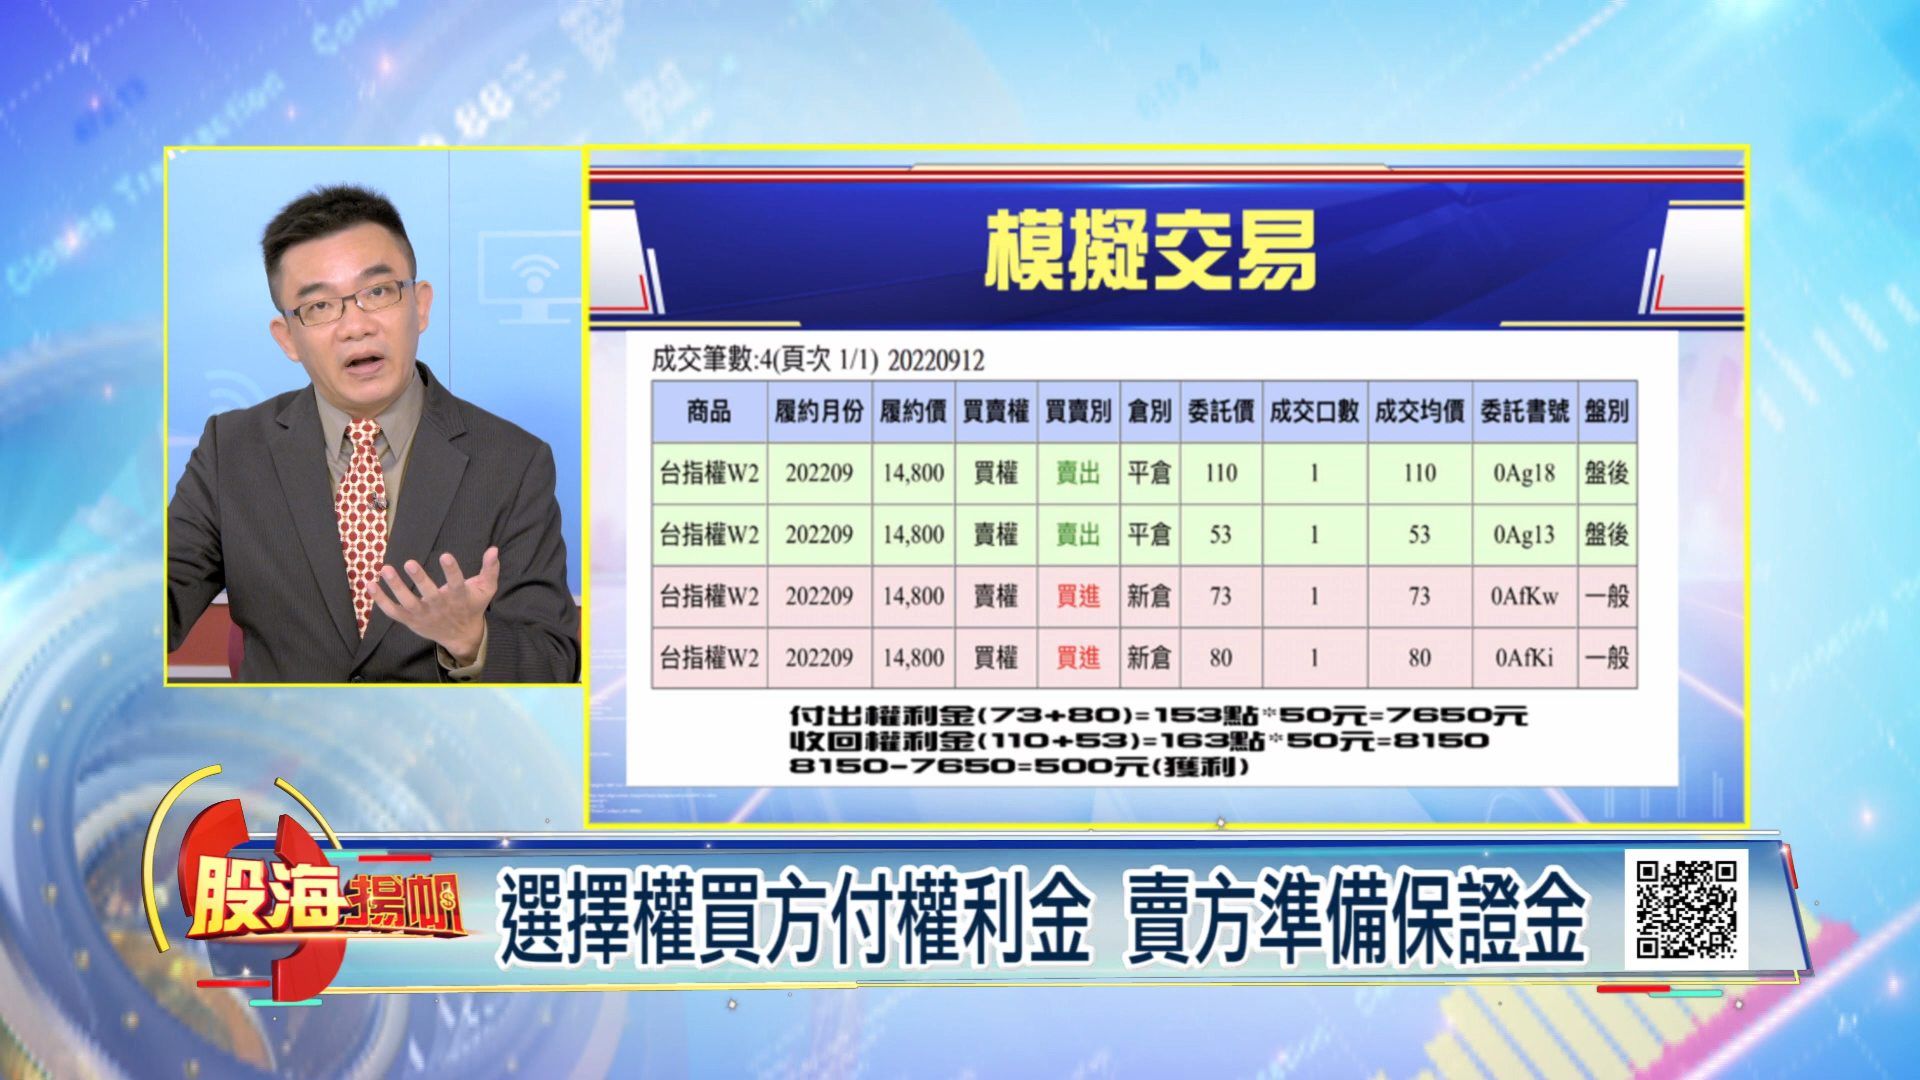 模擬交易
成交筆數:4(頁次 1/1) 20220912
商品 履約月份 履約價 買賣權 買賣別 倉別 委託價 成交口數 成交均價 委託書號 盤別
台指權W2 202209 14,800 買權 賣出 平倉 110 1 110 0Ag18 盤後
台指權W2 202209 14,800 賣權 賣出 平倉 53 1 53 0Ag13 盤後
台指權W2 202209 14,800 賣權 買進 新倉 73 1 73 0AfKw 一般
台指權W2 202209 14,800 買權 買進 新倉 80 1 80 0AfKi 一般
付出權利金(73+80)=153點*50元=7650元
收回權利金(110+53)=163點*50元=8150
8150-7650=500元(獲利)
股海揚帆
選擇權買方付權利金 賣方準備保證金